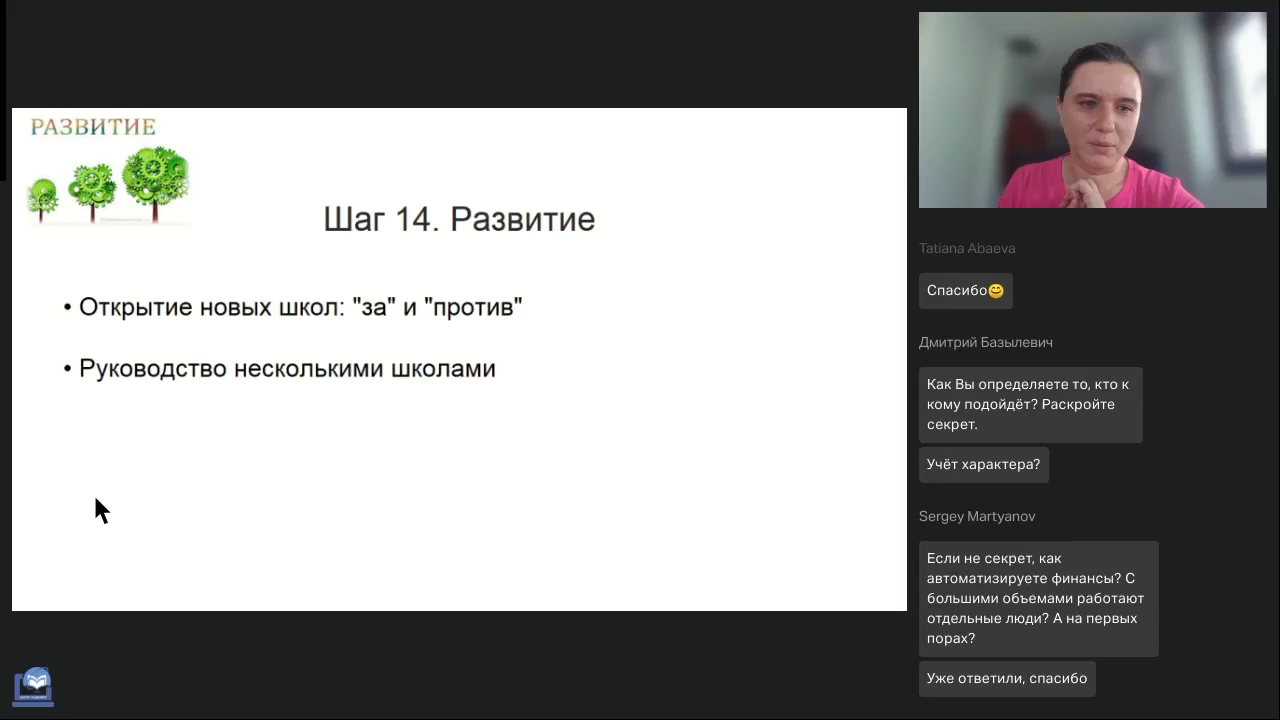 РАЗВИТИЕ
Шаг 14. Развитие
• Открытие новых школ: "за" и "против"
• Руководство несколькими школами
Tatiana Abaeva
Спасибо😊
Дмитрий Базылевич
Как Вы определяете то, кто к
кому подойдёт? Раскройте
секрет.
Учёт характера?
Sergey Martyanov
Если не секрет, как
автоматизируете финансы? С
большими объемами работают
отдельные люди? А на первых
порах?
Уже ответили, спасибо